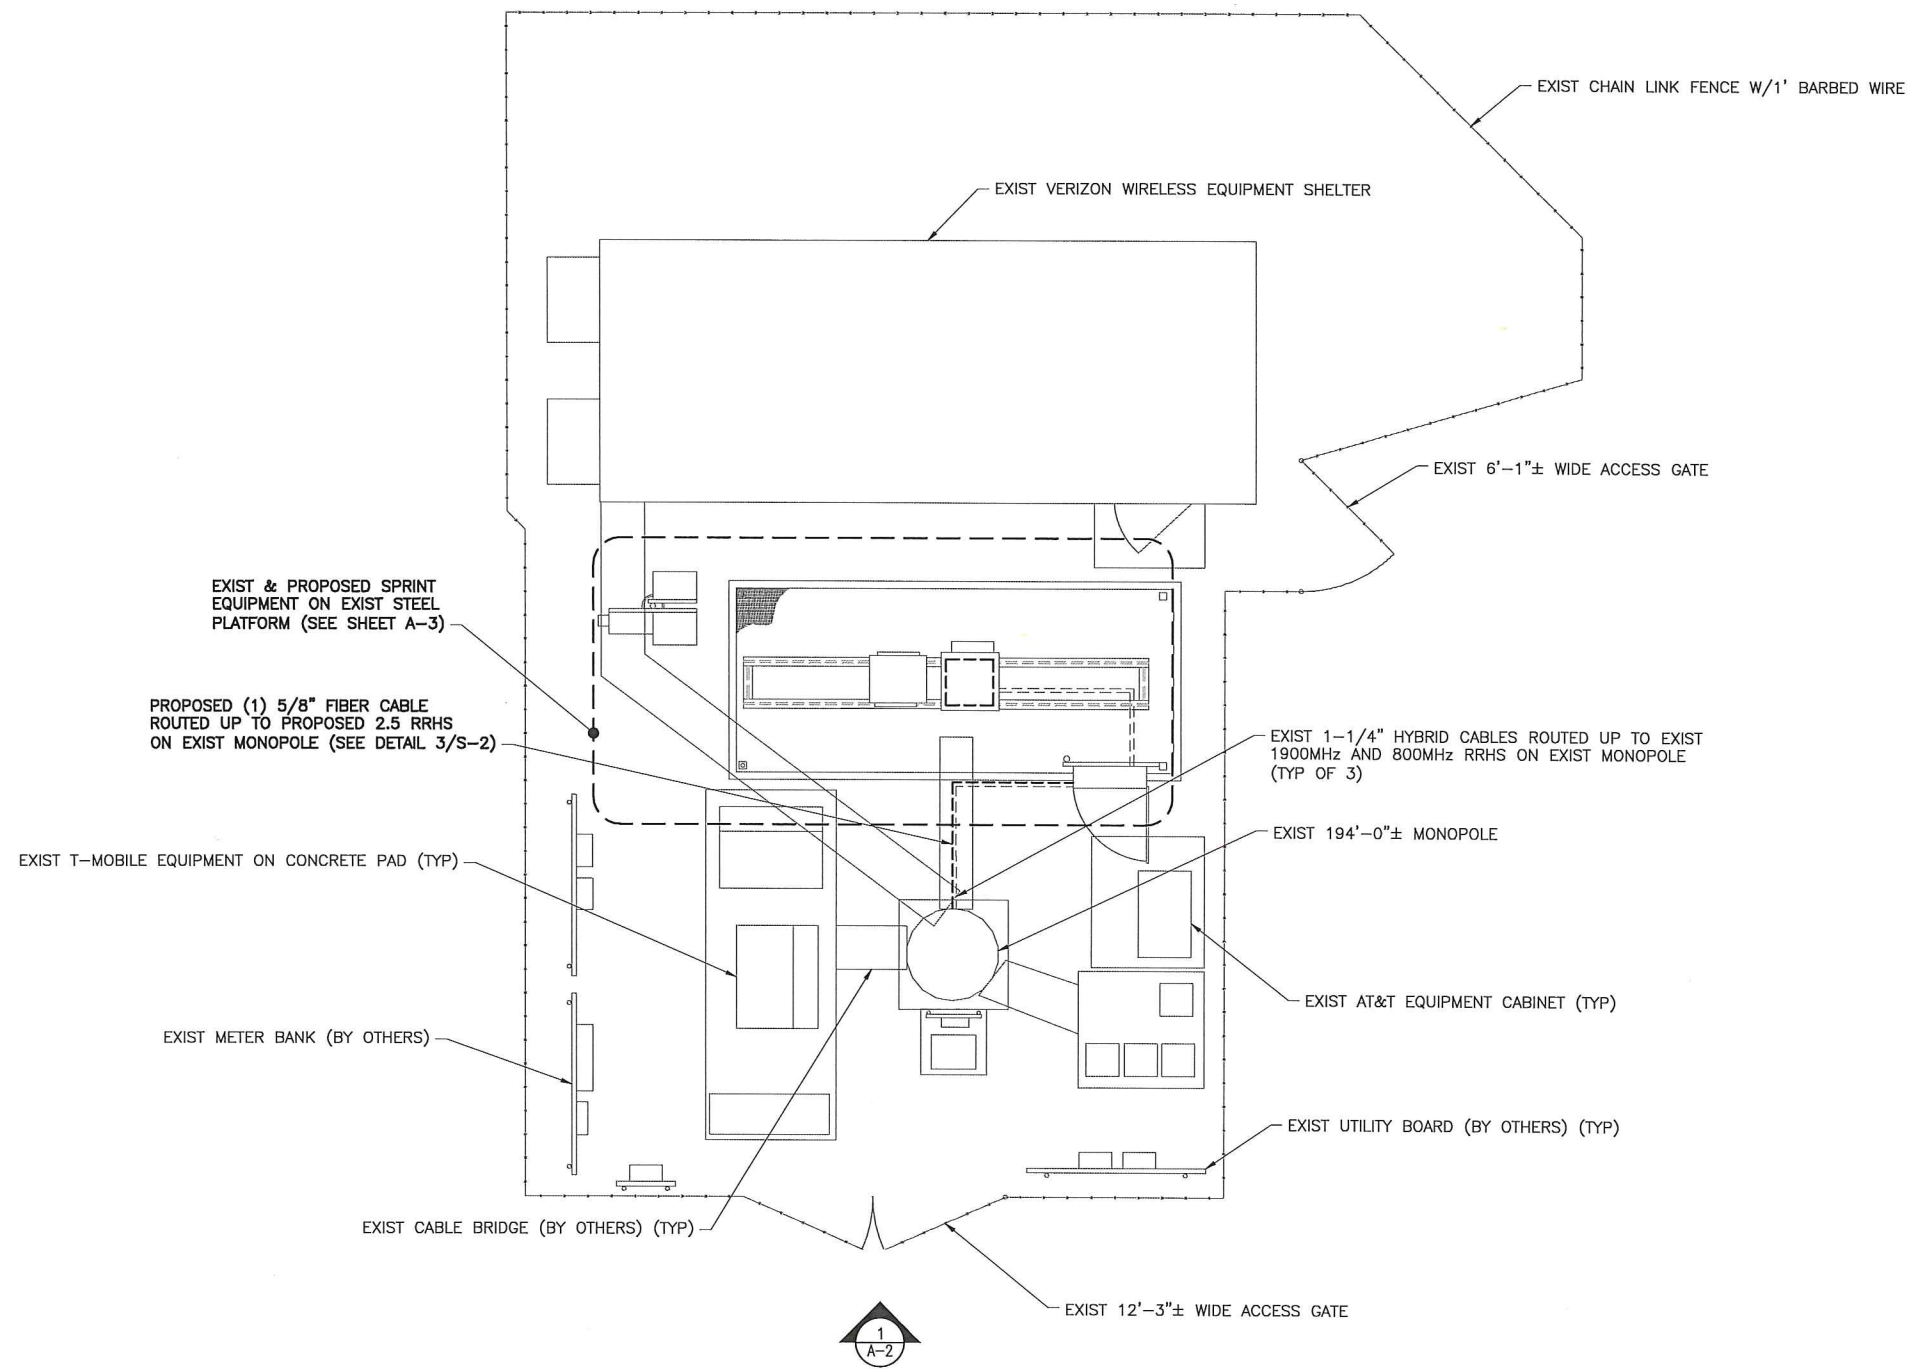 EXIST CHAIN LINK FENCE W/1' BARBED WIRE
EXIST VERIZON WIRELESS EQUIPMENT SHELTER
EXIST 6'-1"± WIDE ACCESS GATE
EXIST & PROPOSED SPRINT
EQUIPMENT ON EXIST STEEL
PLATFORM (SEE SHEET A-3)
PROPOSED (1) 5/8" FIBER CABLE
ROUTED UP TO PROPOSED 2.5 RRHS
ON EXIST MONOPOLE (SEE DETAIL 3/S-2)
EXIST 1-1/4" HYBRID CABLES ROUTED UP TO EXIST
1900MHz AND 800MHz RRHS ON EXIST MONOPOLE
(TYP OF 3)
EXIST 194'-0"± MONOPOLE
EXIST T-MOBILE EQUIPMENT ON CONCRETE PAD (TYP)
EXIST AT&T EQUIPMENT CABINET (TYP)
EXIST METER BANK (BY OTHERS)
EXIST UTILITY BOARD (BY OTHERS) (TYP)
EXIST CABLE BRIDGE (BY OTHERS) (TYP)
EXIST 12'-3"± WIDE ACCESS GATE
1
A-2